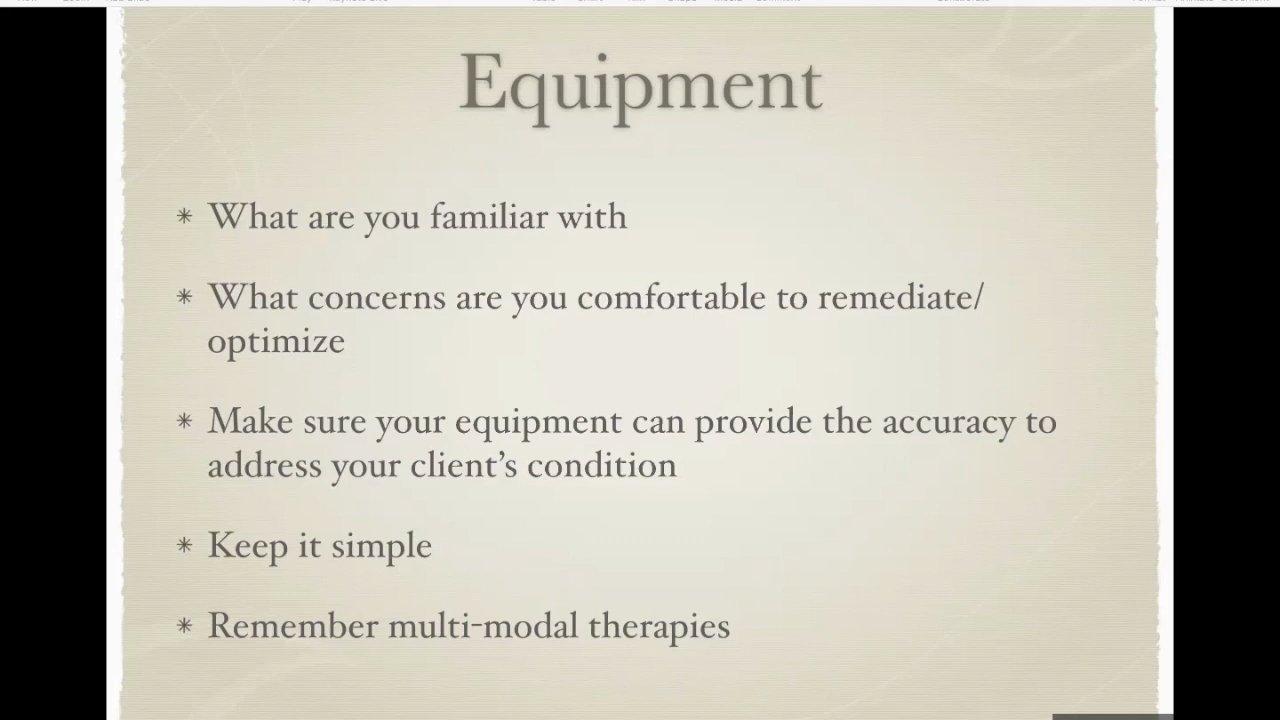 Equipment
* What are you familiar with
* What concerns are you comfortable to remediate/
optimize
* Make sure your equipment can provide the accuracy to
address your client’s condition
* Keep it simple
* Remember multi-modal therapies